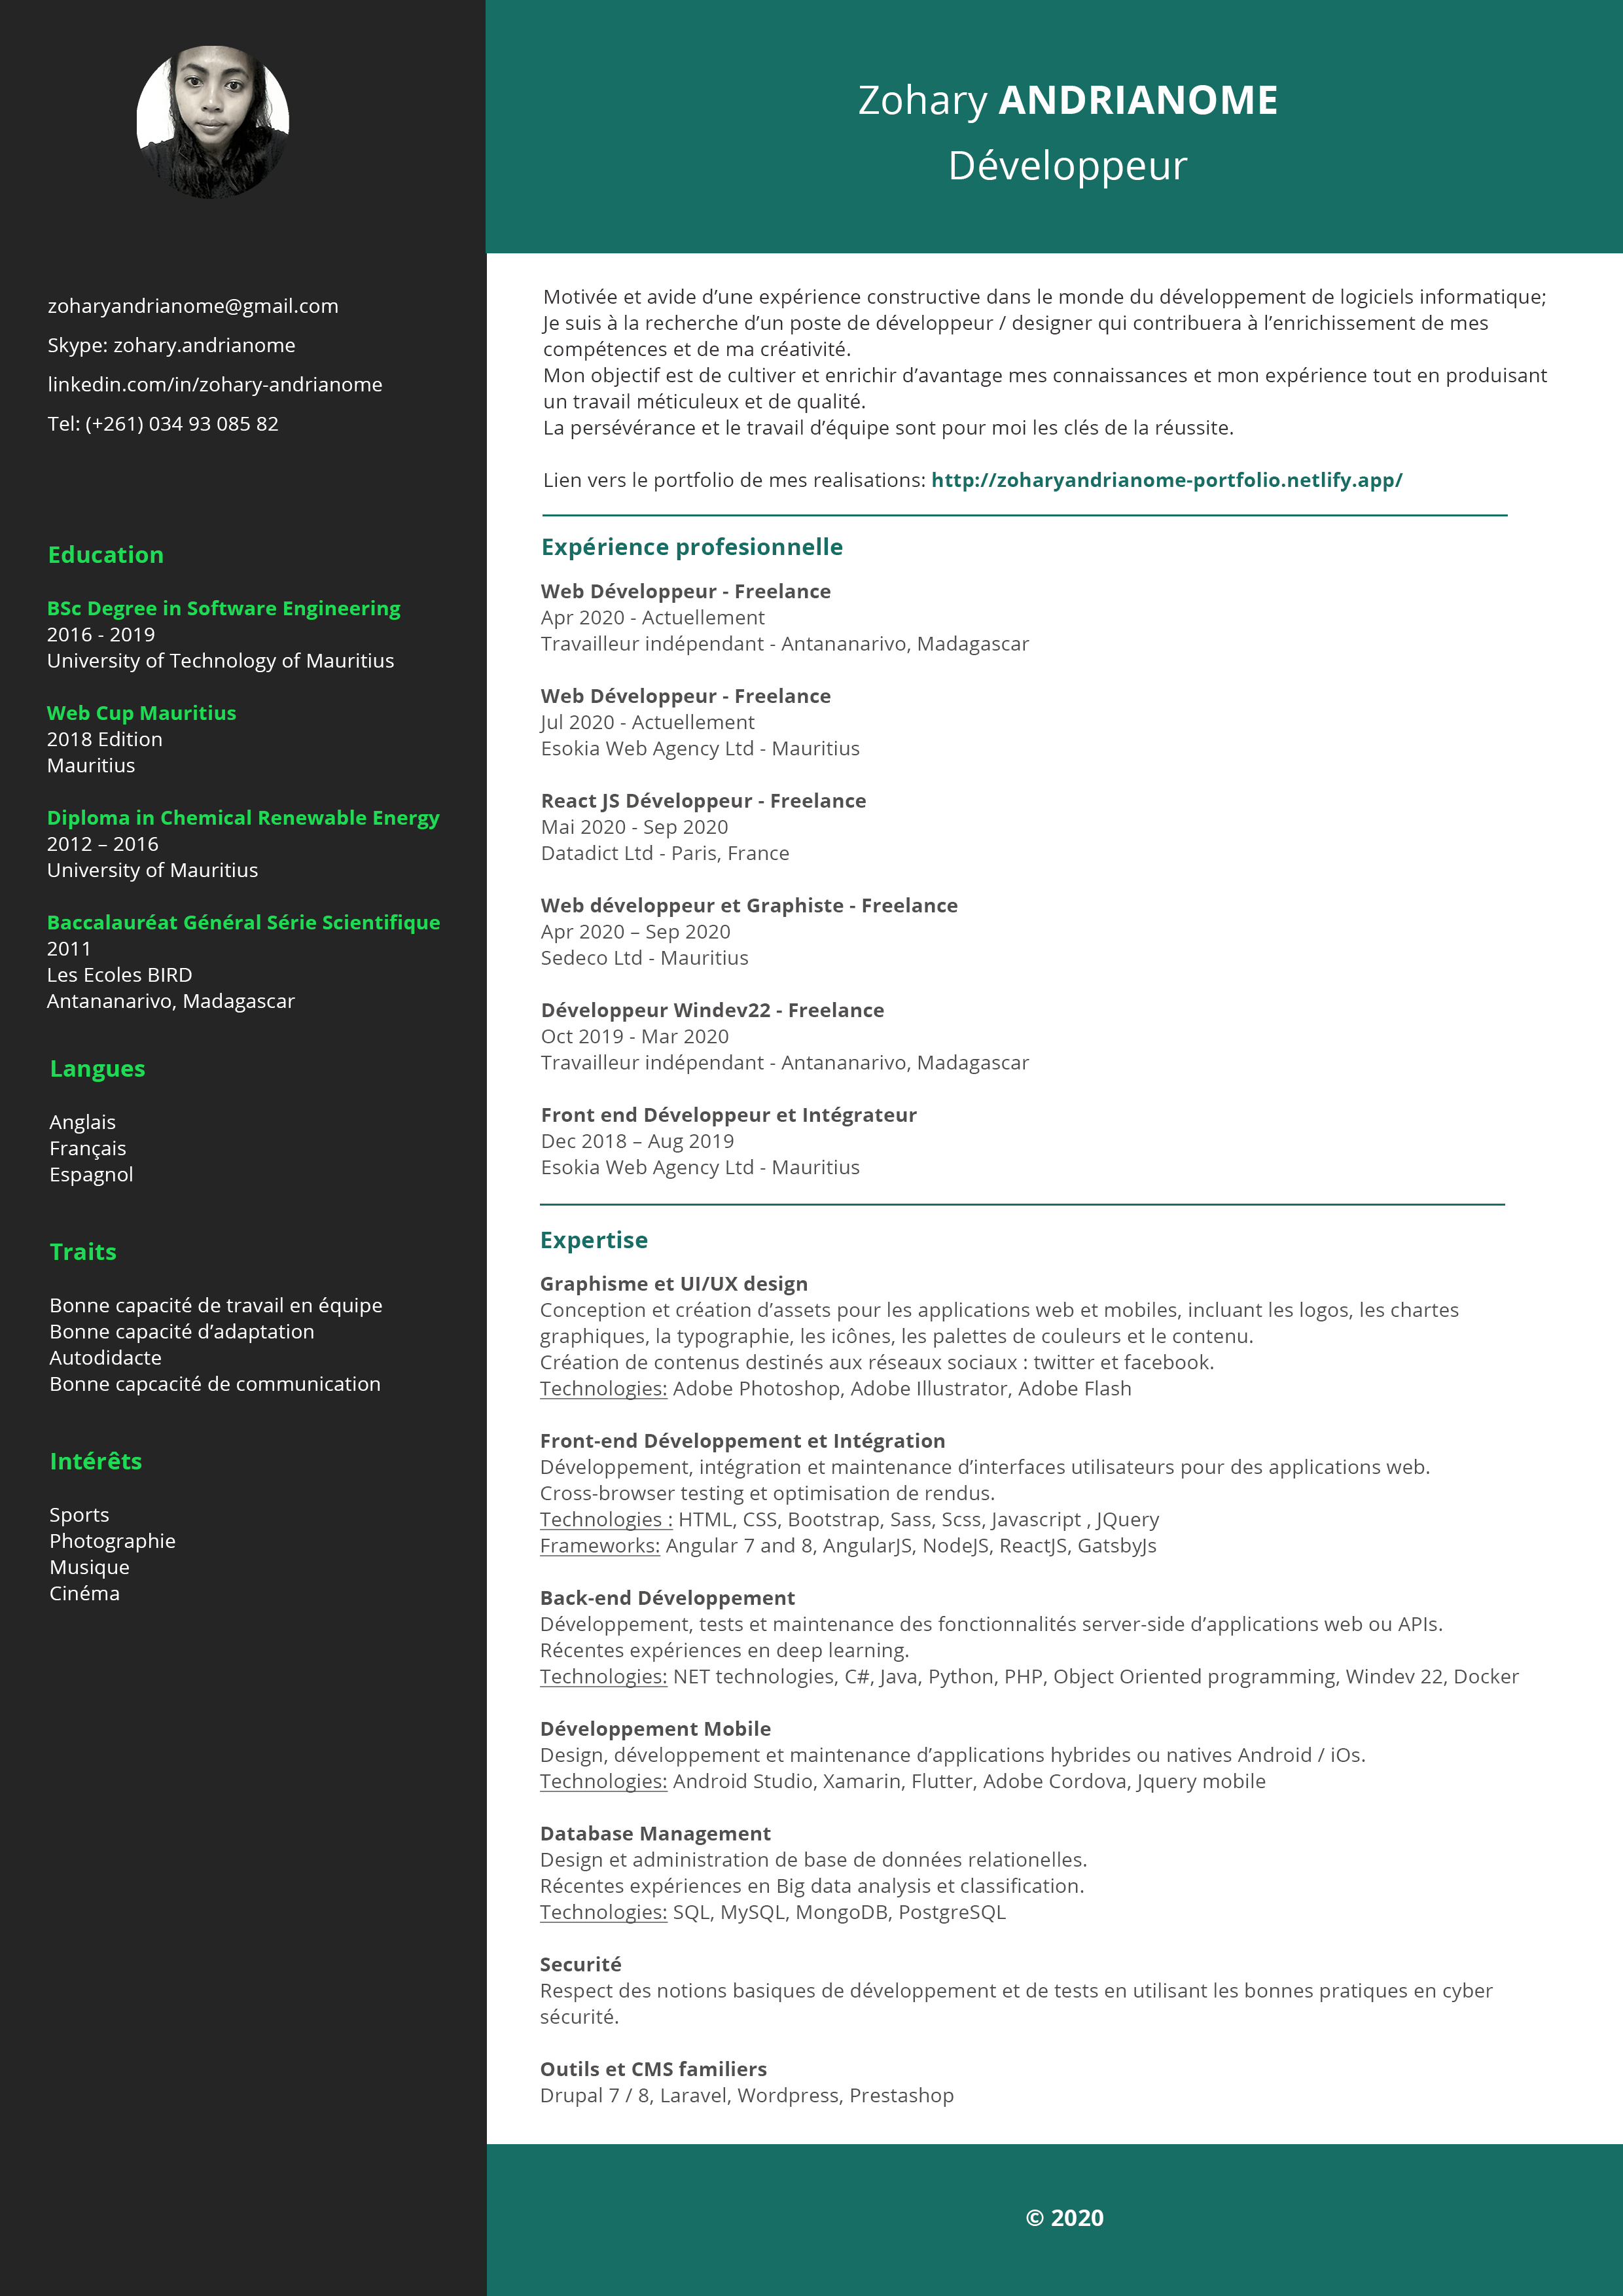 Zohary ANDRIANOME
Développeur
zoharyandrianome@gmail.com
Skype: zohary.andrianome
linkedin.com/in/zohary-andrianome
Tel: (+261) 034 93 085 82
Education
BSc Degree in Software Engineering
2016 - 2019
University of Technology of Mauritius
Web Cup Mauritius
2018 Edition
Mauritius
Diploma in Chemical Renewable Energy
2012 – 2016
University of Mauritius
Baccalauréat Général Série Scientifique
2011
Les Ecoles BIRD
Antananarivo, Madagascar
Langues
Anglais
Français
Espagnol
Traits
Bonne capacité de travail en équipe
Bonne capacité d’adaptation
Autodidacte
Bonne capcacité de communication
Intérêts
Sports
Photographie
Musique
Cinéma
Motivée et avide d’une expérience constructive dans le monde du développement de logiciels informatique;
Je suis à la recherche d’un poste de développeur / designer qui contribuera à l’enrichissement de mes
compétences et de ma créativité.
Mon objectif est de cultiver et enrichir d’avantage mes connaissances et mon expérience tout en produisant
un travail méticuleux et de qualité.
La persévérance et le travail d’équipe sont pour moi les clés de la réussite.
Lien vers le portfolio de mes realisations: http://zoharyandrianome-portfolio.netlify.app/
Expérience profesionnelle
Web Développeur - Freelance
Apr 2020 - Actuellement
Travailleur indépendant - Antananarivo, Madagascar
Web Développeur - Freelance
Jul 2020 - Actuellement
Esokia Web Agency Ltd - Mauritius
React JS Développeur - Freelance
Mai 2020 - Sep 2020
Datadict Ltd - Paris, France
Web développeur et Graphiste - Freelance
Apr 2020 – Sep 2020
Sedeco Ltd - Mauritius
Développeur Windev22 - Freelance
Oct 2019 - Mar 2020
Travailleur indépendant - Antananarivo, Madagascar
Front end Développeur et Intégrateur
Dec 2018 – Aug 2019
Esokia Web Agency Ltd - Mauritius
Expertise
Graphisme et UI/UX design
Conception et création d’assets pour les applications web et mobiles, incluant les logos, les chartes
graphiques, la typographie, les icônes, les palettes de couleurs et le contenu.
Création de contenus destinés aux réseaux sociaux : twitter et facebook.
Technologies: Adobe Photoshop, Adobe Illustrator, Adobe Flash
Front-end Développement et Intégration
Développement, intégration et maintenance d’interfaces utilisateurs pour des applications web.
Cross-browser testing et optimisation de rendus.
Technologies : HTML, CSS, Bootstrap, Sass, Scss, Javascript , JQuery
Frameworks: Angular 7 and 8, AngularJS, NodeJS, ReactJS, GatsbyJs
Back-end Développement
Développement, tests et maintenance des fonctionnalités server-side d’applications web ou APIs.
Récentes expériences en deep learning.
Technologies: NET technologies, C#, Java, Python, PHP, Object Oriented programming, Windev 22, Docker
Développement Mobile
Design, développement et maintenance d’applications hybrides ou natives Android / iOs.
Technologies: Android Studio, Xamarin, Flutter, Adobe Cordova, Jquery mobile
Database Management
Design et administration de base de données relationelles.
Récentes expériences en Big data analysis et classification.
Technologies: SQL, MySQL, MongoDB, PostgreSQL
Securité
Respect des notions basiques de développement et de tests en utilisant les bonnes pratiques en cyber
sécurité.
Outils et CMS familiers
Drupal 7 / 8, Laravel, Wordpress, Prestashop
© 2020